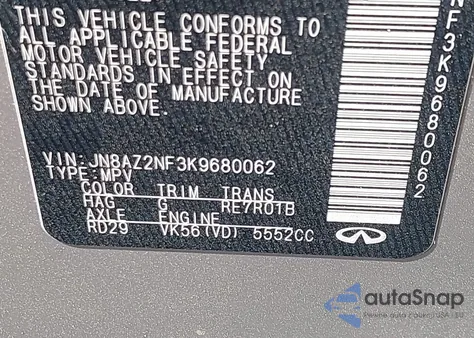 THIS VEHICLE CONFORMS TO
ALL APPLICABLE FEDERAL
MOTOR VEHICLE SAFETY
STANDARDS IN EFFECT ON
THE DATE OF MANUFACTURE
SHOWN ABOVE.
VIN: JN8AZ2NF3K9680062
TYPE: MPV
COLOR TRIM TRANS
HAG G RE7R01B
AXLE ENGINE
RD29 VK56(VD) 5552CC
NF3K9680062
autaSnap